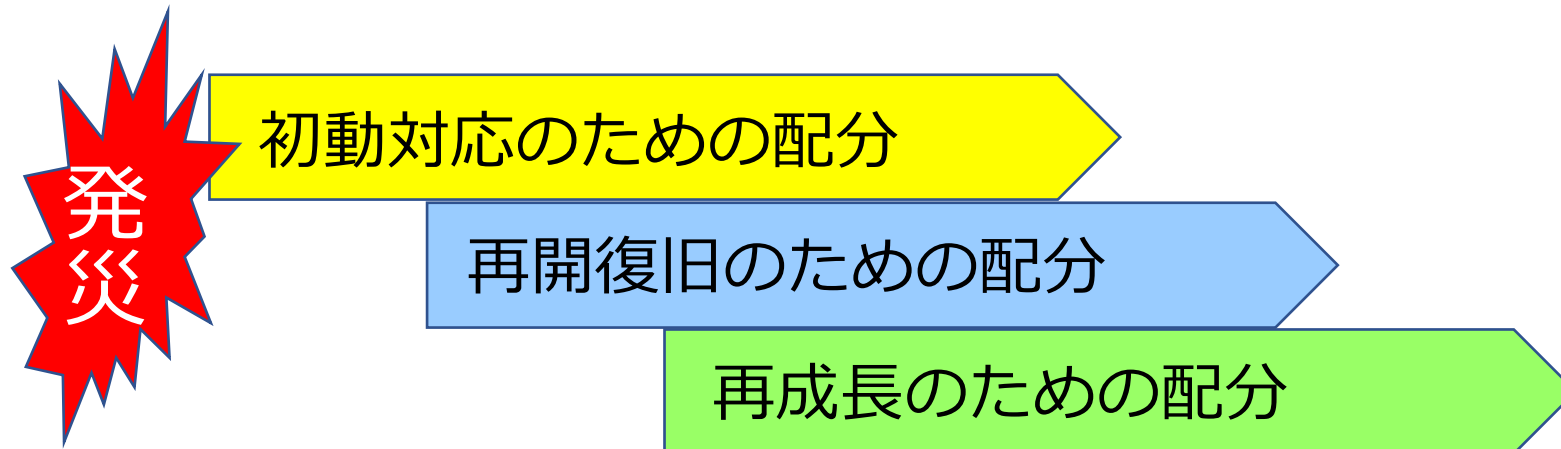 発災
初動対応のための配分
再開復旧のための配分
再成長のための配分